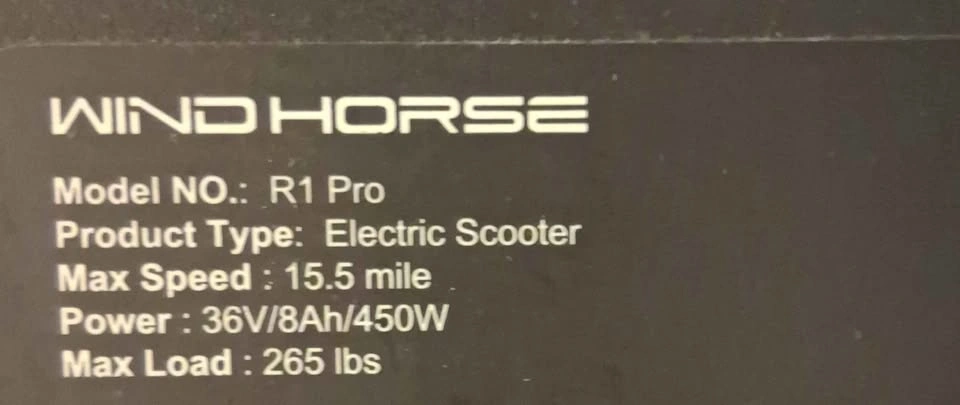 WIND HORSE
Model NO.: R1 Pro
Product Type: Electric Scooter
Max Speed : 15.5 mile
Power : 36V/8Ah/450W
Max Load : 265 lbs